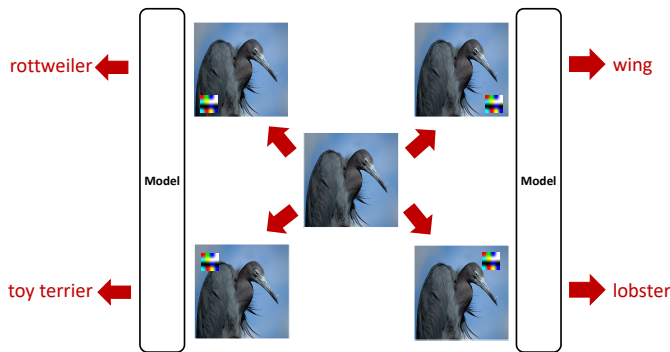 rottweiler
wing
Model
Model
toy terrier
lobster